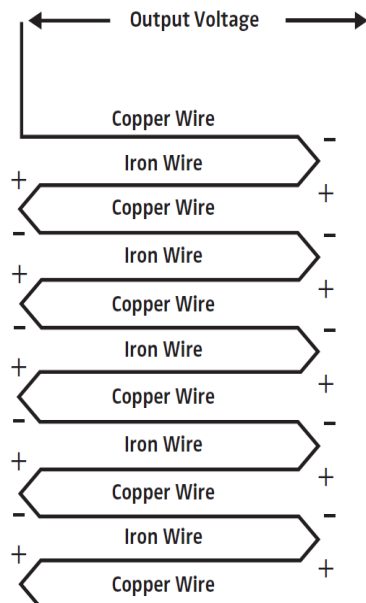 Output Voltage
Copper Wire
−
Iron Wire
+
+
Copper Wire
−
−
Iron Wire
+
+
Copper Wire
−
−
Iron Wire
+
+
Copper Wire
−
−
Iron Wire
+
+
Copper Wire
−
−
Iron Wire
+
+
Copper Wire